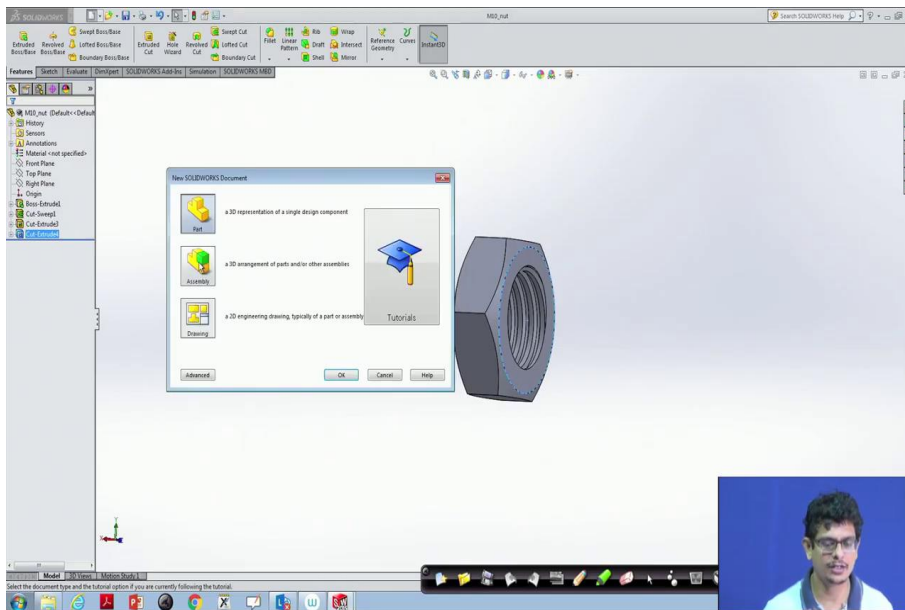 SOLIDWORKS
M10_nut
Search SOLIDWORKS Help
Extruded Boss/Base
Revolved Boss/Base
Swept Boss/Base
Lofted Boss/Base
Boundary Boss/Base
Extruded Cut
Hole Wizard
Revolved Cut
Swept Cut
Lofted Cut
Boundary Cut
Fillet
Linear Pattern
Rib
Draft
Shell
Wrap
Intersect
Mirror
Reference Geometry
Curves
Instant3D
Features
Sketch
Evaluate
DimXpert
SOLIDWORKS Add-Ins
Simulation
SOLIDWORKS MBD
M10_nut (Default<<Default
History
Sensors
Annotations
Material <not specified>
Front Plane
Top Plane
Right Plane
Origin
Boss-Extrude1
Cut-Sweep1
Cut-Extrude3
Cut-Extrude4
New SOLIDWORKS Document
Part
a 3D representation of a single design component
Assembly
a 3D arrangement of parts and/or other assemblies
Drawing
a 2D engineering drawing, typically of a part or assembly
Tutorials
Advanced
OK
Cancel
Help
Model
3D Views
Motion Study 1
Select the document type and the tutorial option if you are currently following the tutorial.